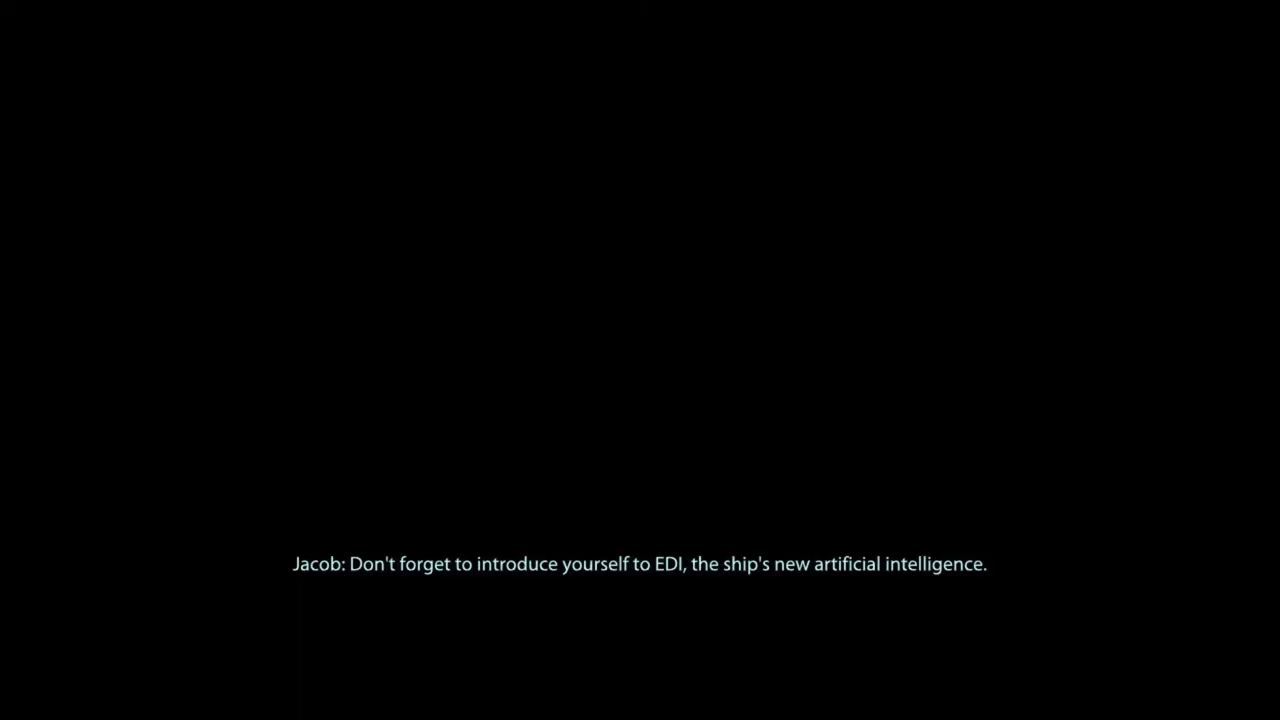 Jacob: Don't forget to introduce yourself to EDI, the ship's new artificial intelligence.